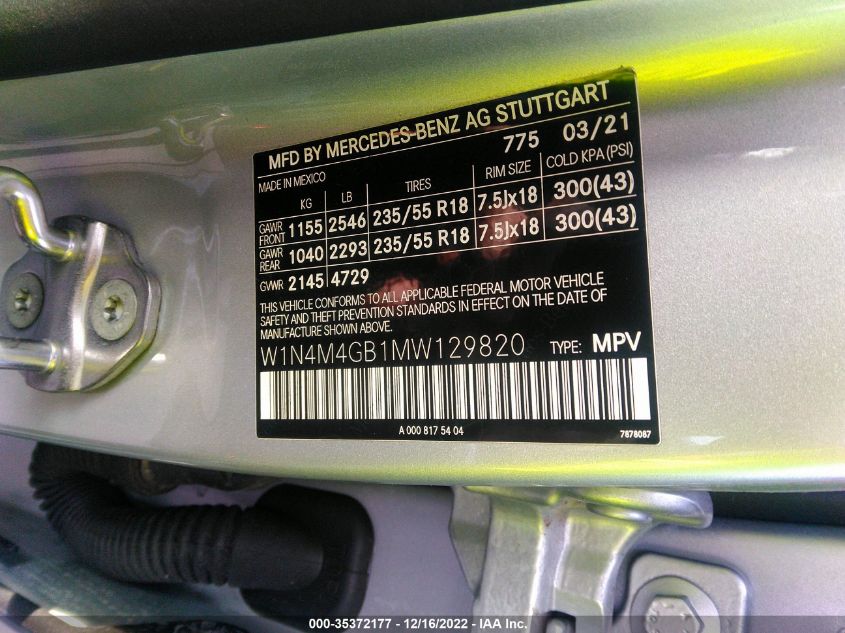 MFD BY MERCEDES-BENZ AG STUTTGART
MADE IN MEXICO 775 03/21
KG LB TIRES RIM SIZE COLD KPA(PSI)
GAWR FRONT 1155 2546 235/55 R18 7.5Jx18 300(43)
GAWR REAR 1040 2293 235/55 R18 7.5Jx18 300(43)
GVWR 2145 4729
THIS VEHICLE CONFORMS TO ALL APPLICABLE FEDERAL MOTOR VEHICLE
SAFETY AND THEFT PREVENTION STANDARDS IN EFFECT ON THE DATE OF
MANUFACTURE SHOWN ABOVE.
W1N4M4GB1MW129820 TYPE: MPV
A 000 817 54 04 7878087
000-35372177 - 12/16/2022 - IAA Inc.